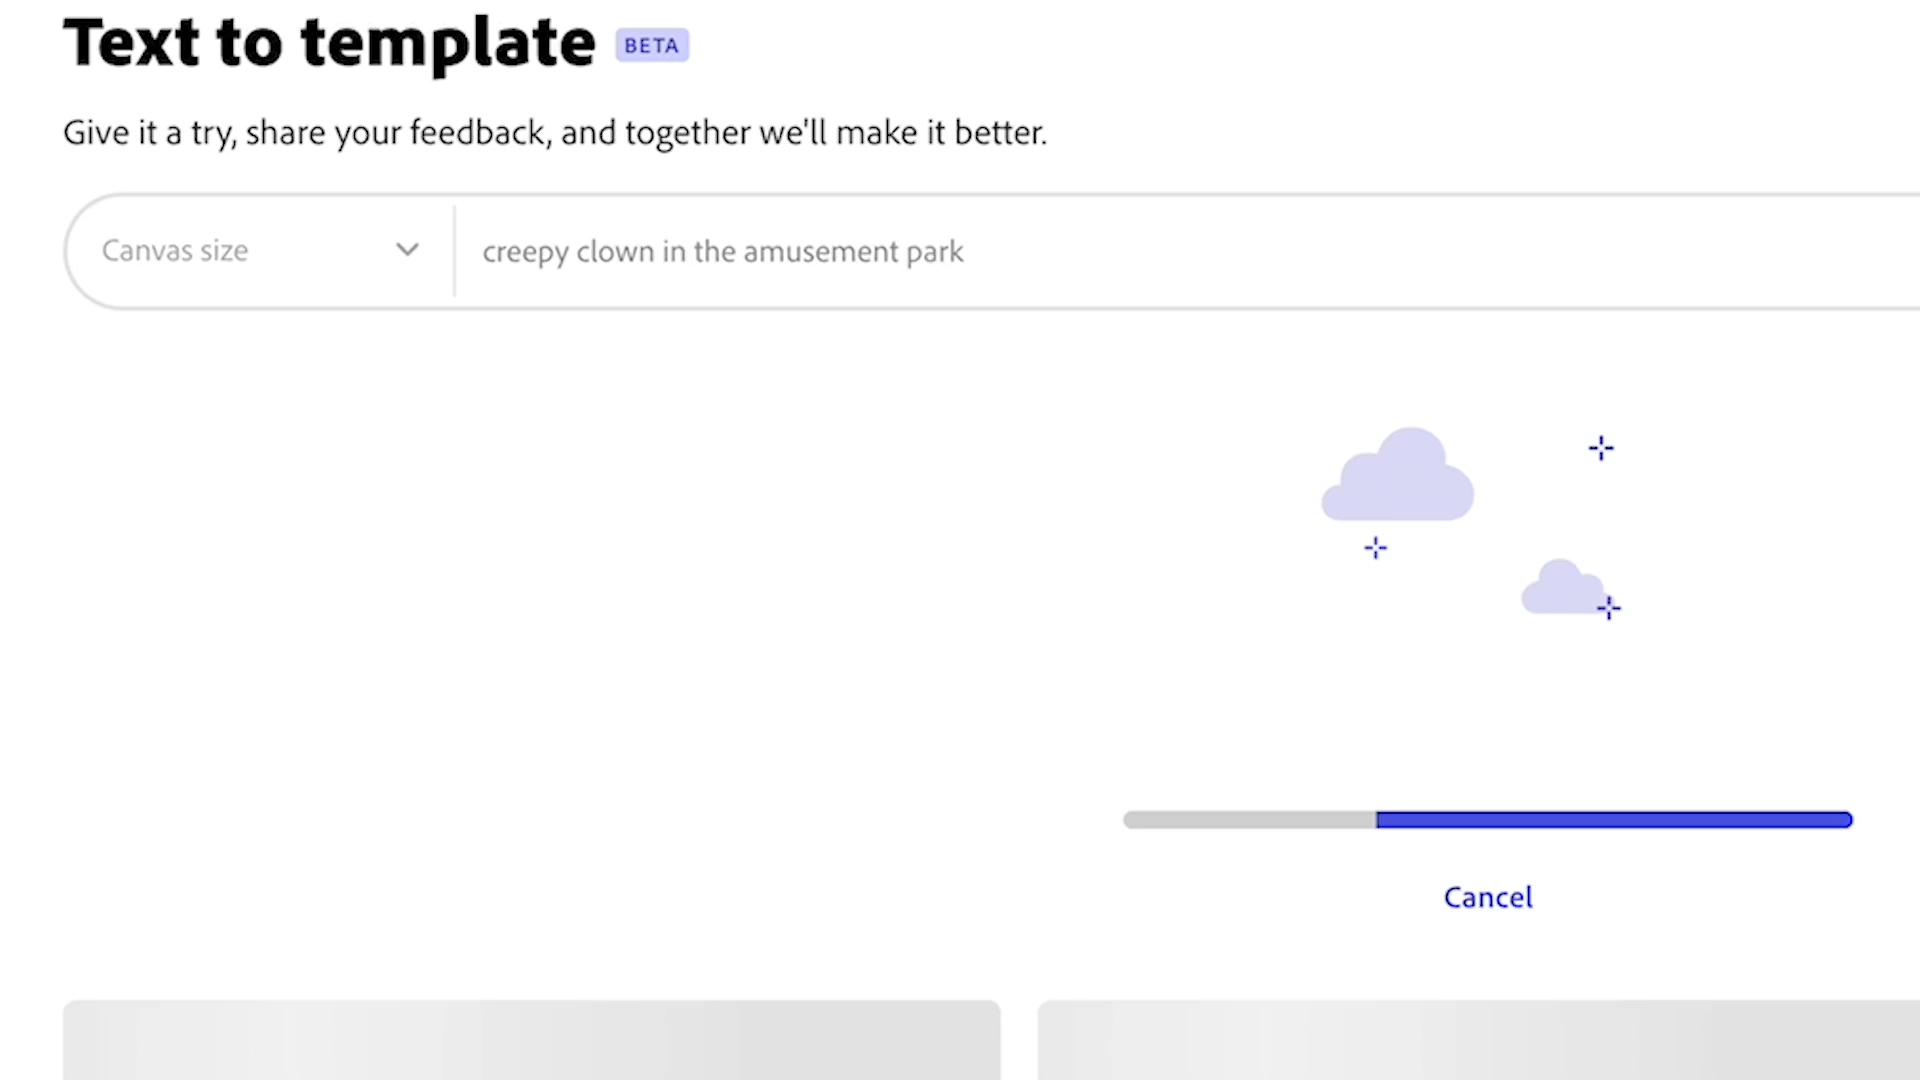 Text to template BETA
Give it a try, share your feedback, and together we'll make it better.
Canvas size creepy clown in the amusement park
Cancel